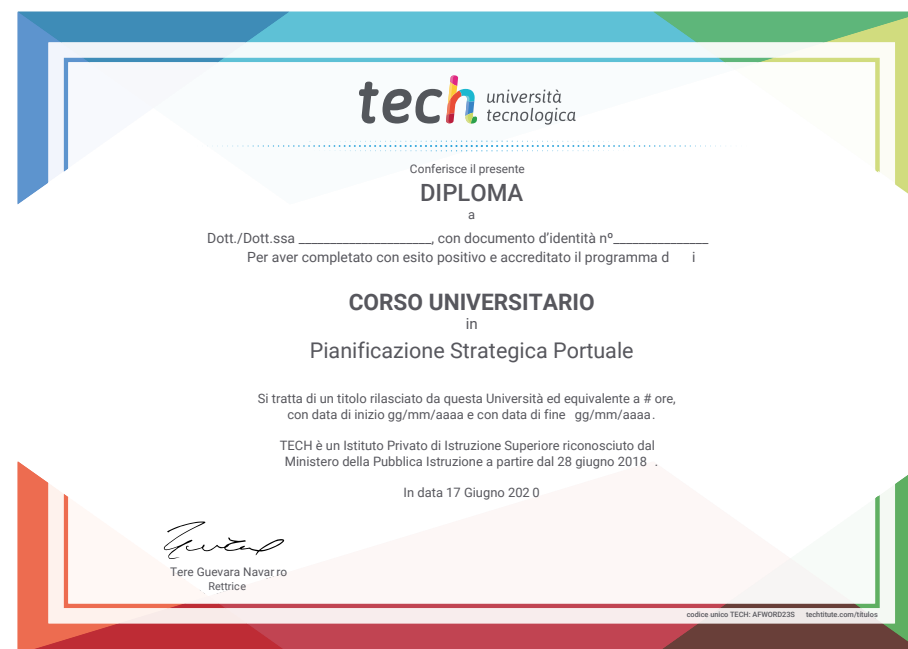 tech università
tecnologica
Conferisce il presente
DIPLOMA
a
Dott./Dott.ssa _____________________, con documento d'identità nº_______________
Per aver completato con esito positivo e accreditato il programma d i
CORSO UNIVERSITARIO
in
Pianificazione Strategica Portuale
Si tratta di un titolo rilasciato da questa Università ed equivalente a # ore,
con data di inizio gg/mm/aaaa e con data di fine gg/mm/aaaa.
TECH è un Istituto Privato di Istruzione Superiore riconosciuto dal
Ministero della Pubblica Istruzione a partire dal 28 giugno 2018 .
In data 17 Giugno 202 0
Tere Guevara Navar ro
Rettrice
codice unico TECH: AFWORD23S techtitute.com/titulos